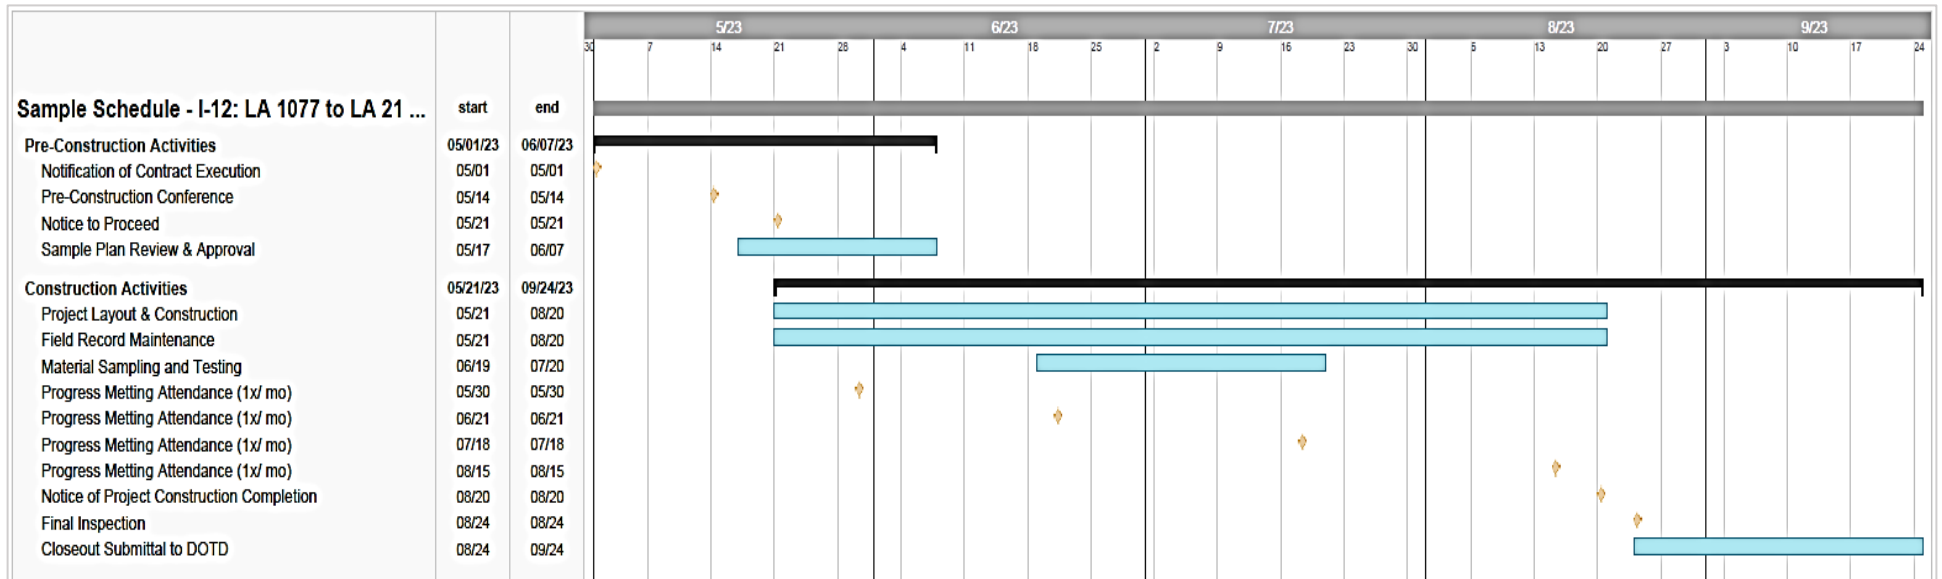 5/23 6/23 7/23 8/23 9/23
30 7 14 21 28 4 11 18 25 2 9 16 23 30 5 13 20 27 3 10 17 24
Sample Schedule - I-12: LA 1077 to LA 21 ... start end
Pre-Construction Activities 05/01/23 06/07/23
Notification of Contract Execution 05/01 05/01
Pre-Construction Conference 05/14 05/14
Notice to Proceed 05/21 05/21
Sample Plan Review & Approval 05/17 06/07
Construction Activities 05/21/23 09/24/23
Project Layout & Construction 05/21 08/20
Field Record Maintenance 05/21 08/20
Material Sampling and Testing 06/19 07/20
Progress Metting Attendance (1x/ mo) 05/30 05/30
Progress Metting Attendance (1x/ mo) 06/21 06/21
Progress Metting Attendance (1x/ mo) 07/18 07/18
Progress Metting Attendance (1x/ mo) 08/15 08/15
Notice of Project Construction Completion 08/20 08/20
Final Inspection 08/24 08/24
Closeout Submittal to DOTD 08/24 09/24